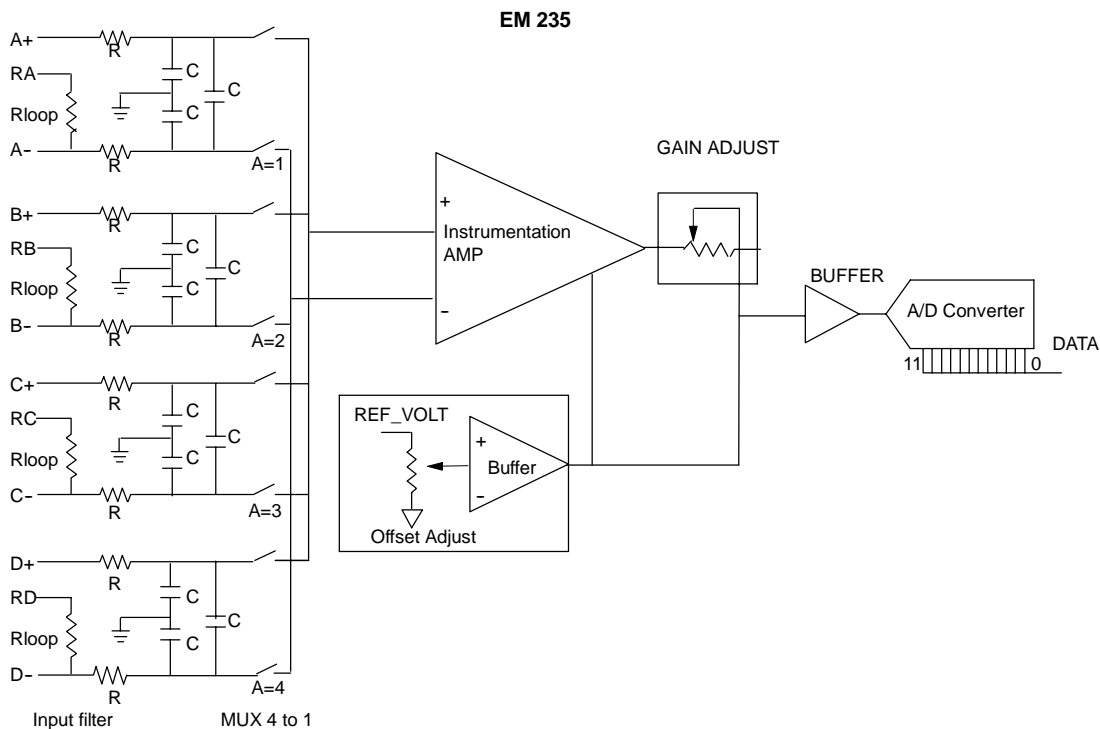 EM 235
A+
R
RA
C
C
Rloop
C
A-
R
A=1
B+
R
RB
C
C
Rloop
C
B-
R
A=2
C+
R
RC
C
C
Rloop
C
C-
R
A=3
D+
R
RD
C
C
Rloop
C
D-
R
A=4
Input filter
MUX 4 to 1
+
Instrumentation
AMP
-
GAIN ADJUST
BUFFER
A/D Converter
11
0
DATA
REF_VOLT
+
Buffer
-
Offset Adjust